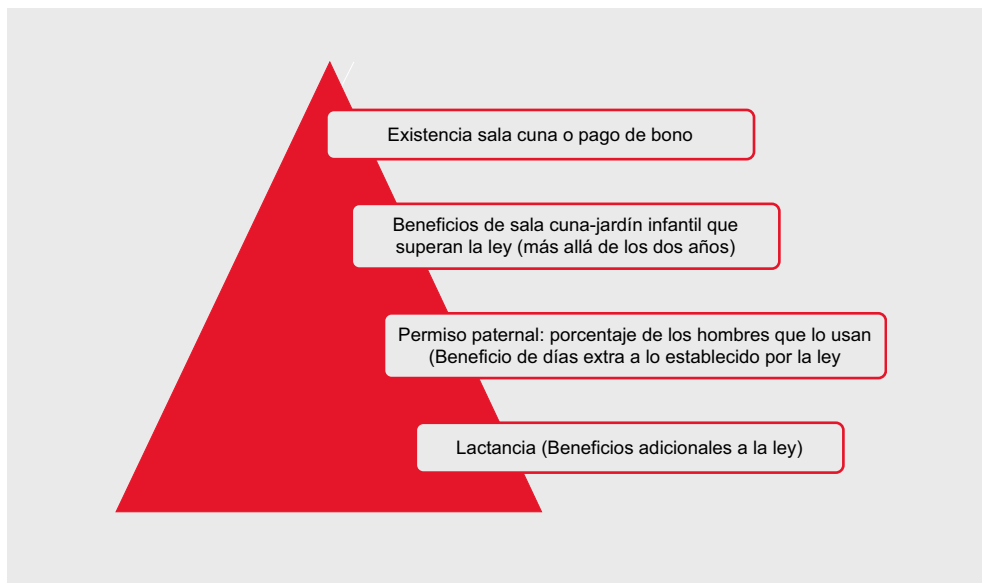 Existencia sala cuna o pago de bono
Beneficios de sala cuna-jardín infantil que
superan la ley (más allá de los dos años)
Permiso paternal: porcentaje de los hombres que lo usan
(Beneficio de días extra a lo establecido por la ley
Lactancia (Beneficios adicionales a la ley)